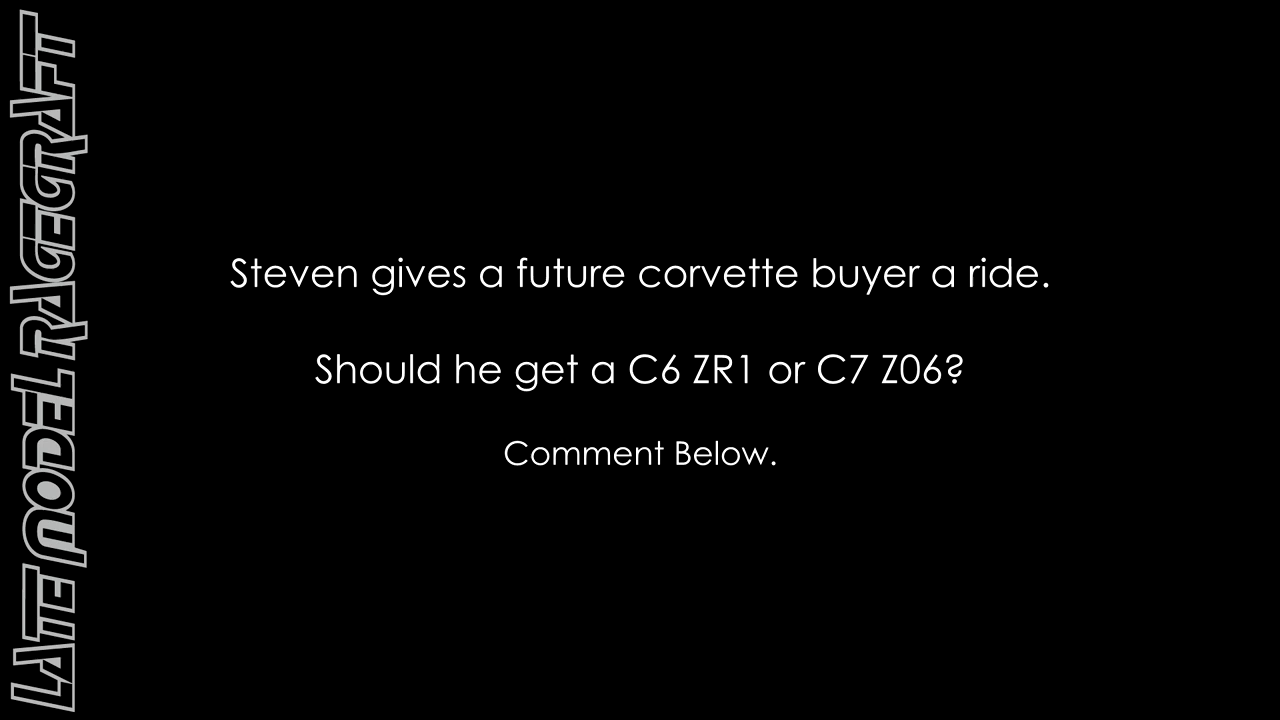 LATE MODEL RACECRAFT
Steven gives a future corvette buyer a ride.
Should he get a C6 ZR1 or C7 Z06?
Comment Below.